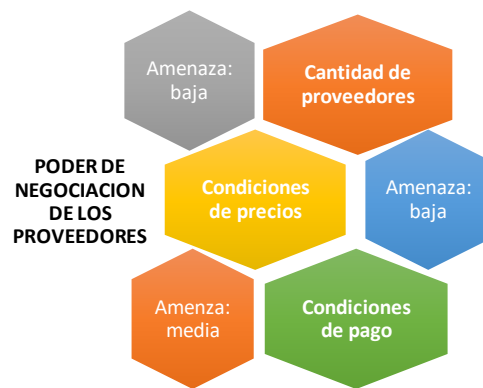 Amenaza:
baja
Cantidad de
proveedores
PODER DE
NEGOCIACION
DE LOS
PROVEEDORES
Condiciones
de precios
Amenaza:
baja
Amenza:
media
Condiciones
de pago